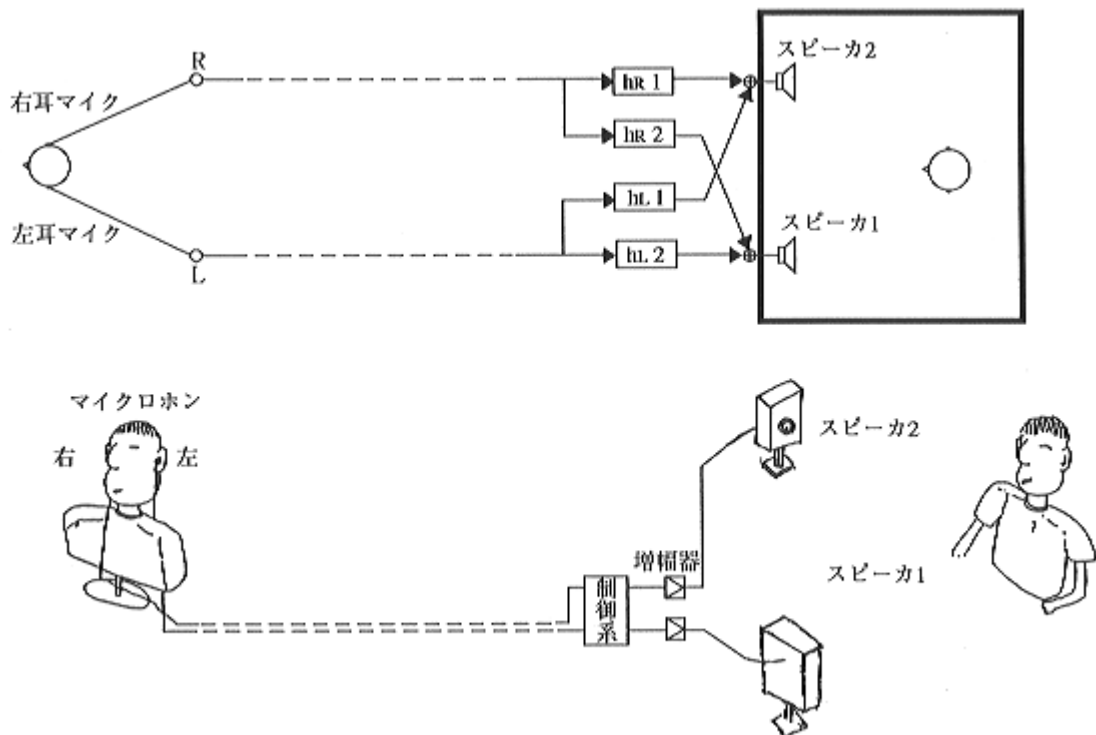 スピーカ2
R
hR 1
右耳マイク
hR 2
hL 1
スピーカ1
左耳マイク
hL 2
L
マイクロホン
スピーカ2
右
左
増幅器
スピーカ1
制御系